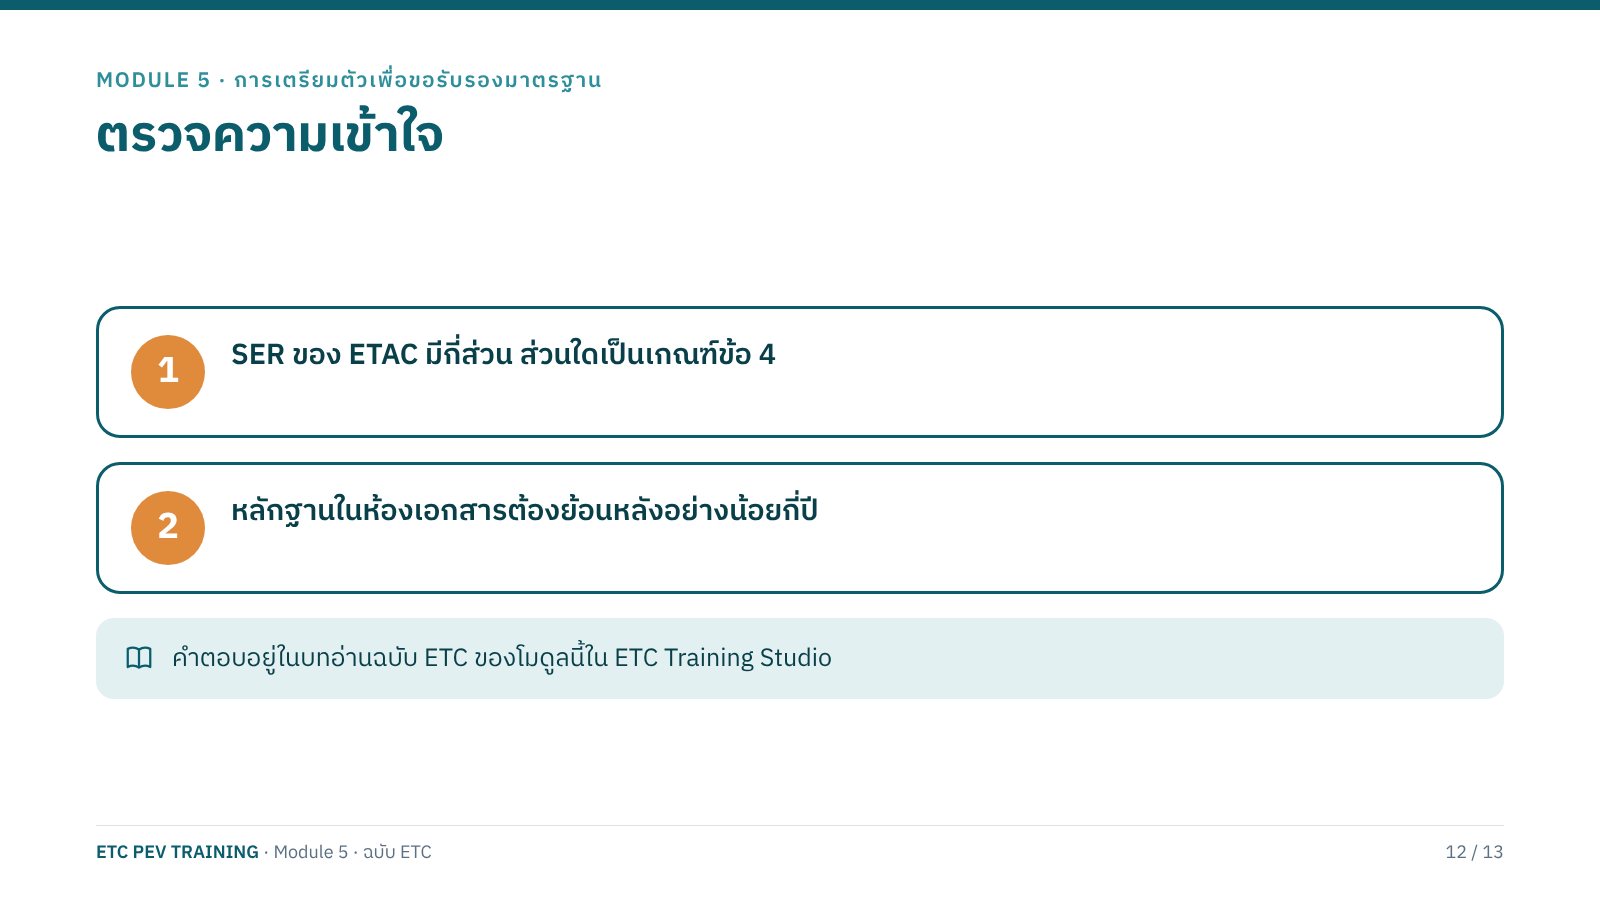 MODULE 5 · การเตรียมตัวเพื่อขอรับรองมาตรฐาน
ตรวจความเข้าใจ
1
SER ของ ETAC มีกี่ส่วน ส่วนใดเป็นเกณฑ์ข้อ 4
2
หลักฐานในห้องเอกสารต้องย้อนหลังอย่างน้อยกี่ปี
คำตอบอยู่ในบทอ่านฉบับ ETC ของโมดูลนี้ใน ETC Training Studio
ETC PEV TRAINING · Module 5 · ฉบับ ETC
12 / 13